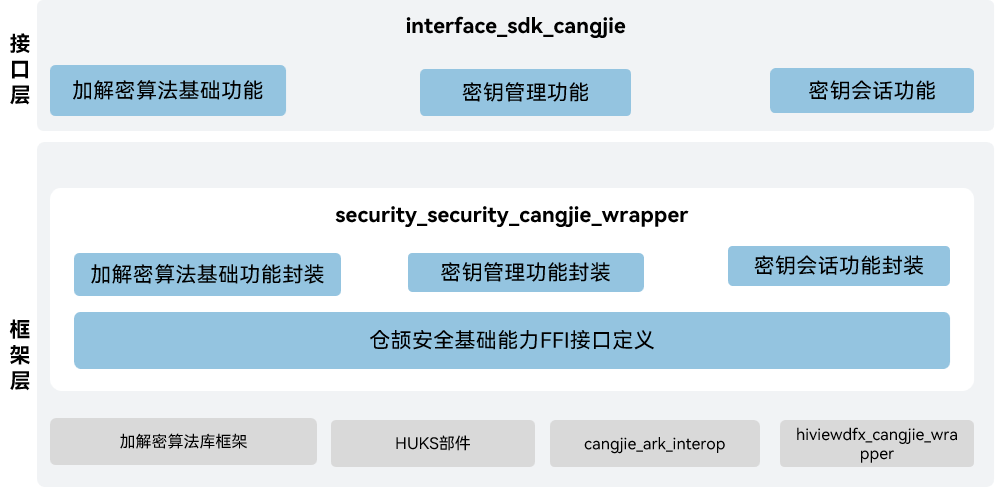 接口层
interface_sdk_cangjie
加解密算法基础功能
密钥管理功能
密钥会话功能
框架层
security_security_cangjie_wrapper
加解密算法基础功能封装
密钥管理功能封装
密钥会话功能封装
仓颉安全基础能力FFI接口定义
加解密算法库框架
HUKS部件
cangjie_ark_interop
hiviewdfx_cangjie_wra
pper